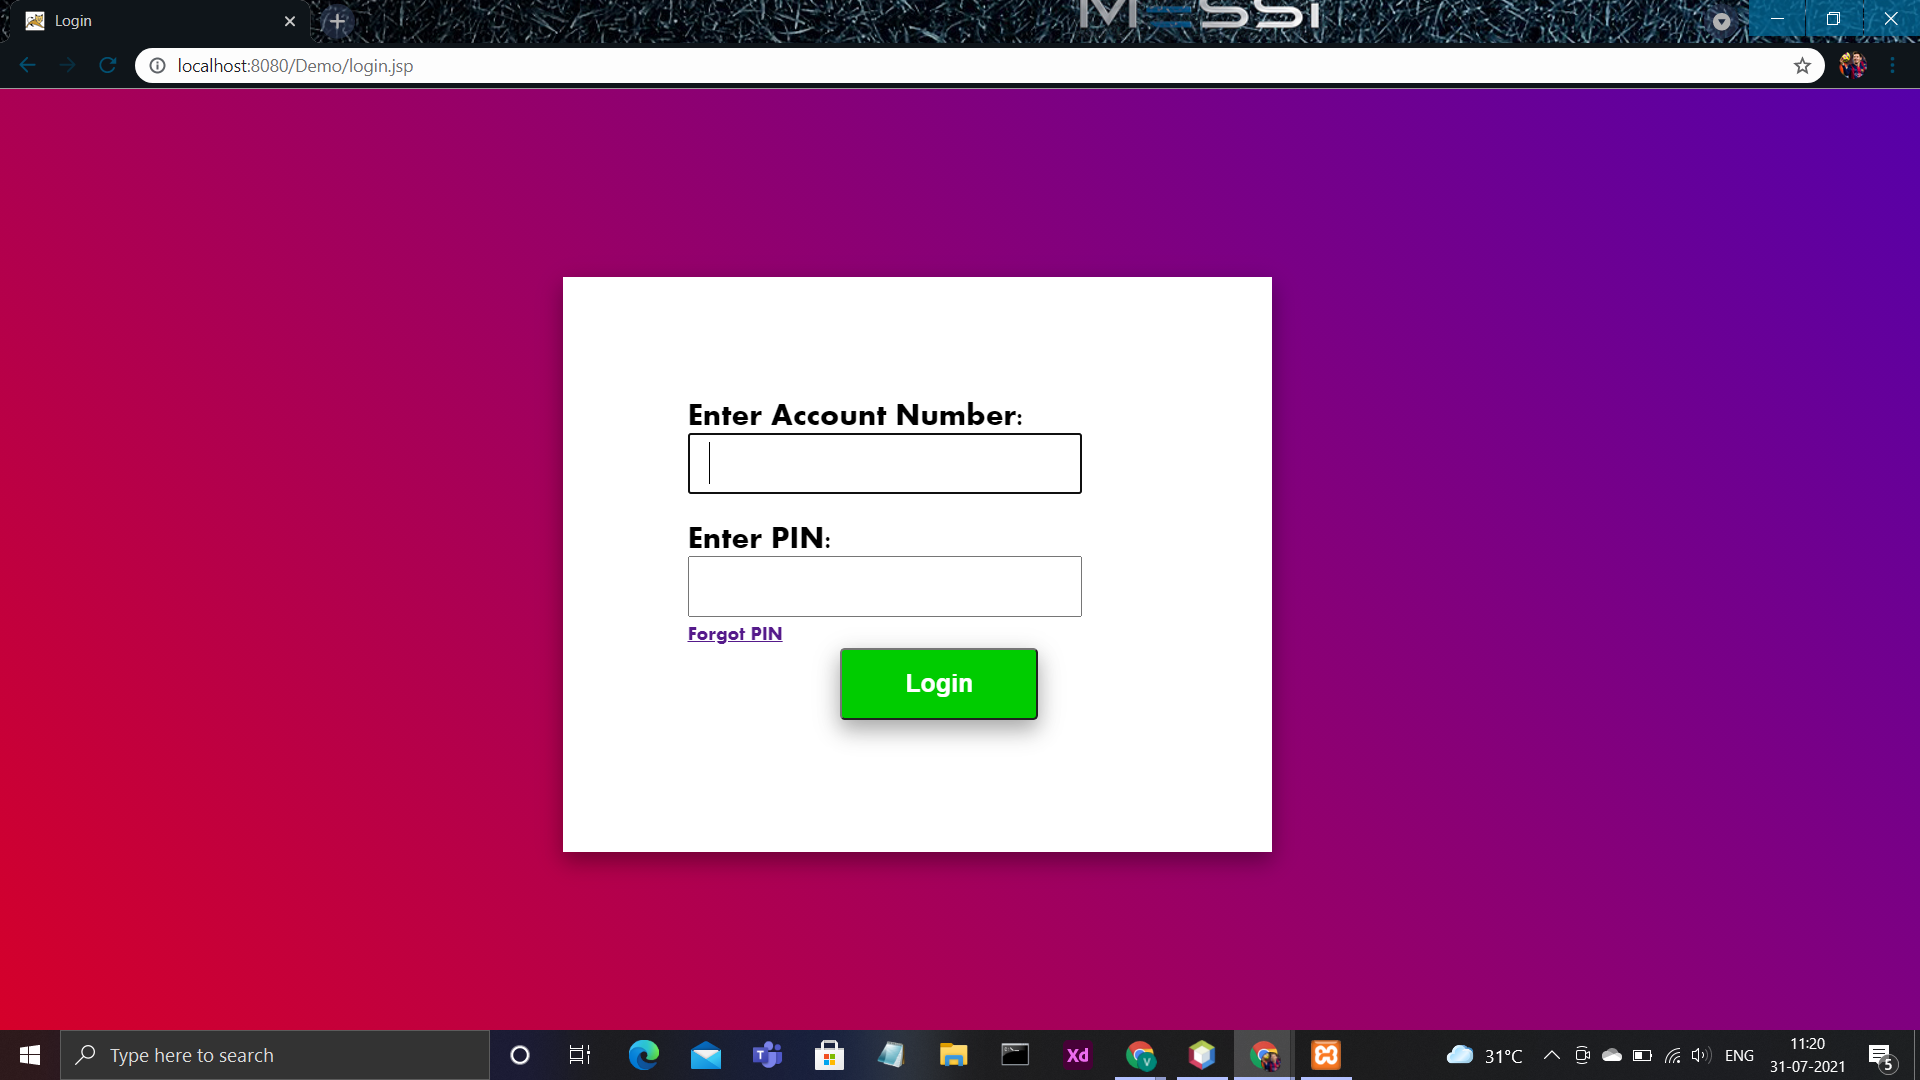 Login
MESSi
localhost:8080/Demo/login.jsp
Enter Account Number:
Enter PIN:
Forgot PIN
Login
Type here to search
T
Xd
V
31°C
ENG
11:20
31-07-2021
5